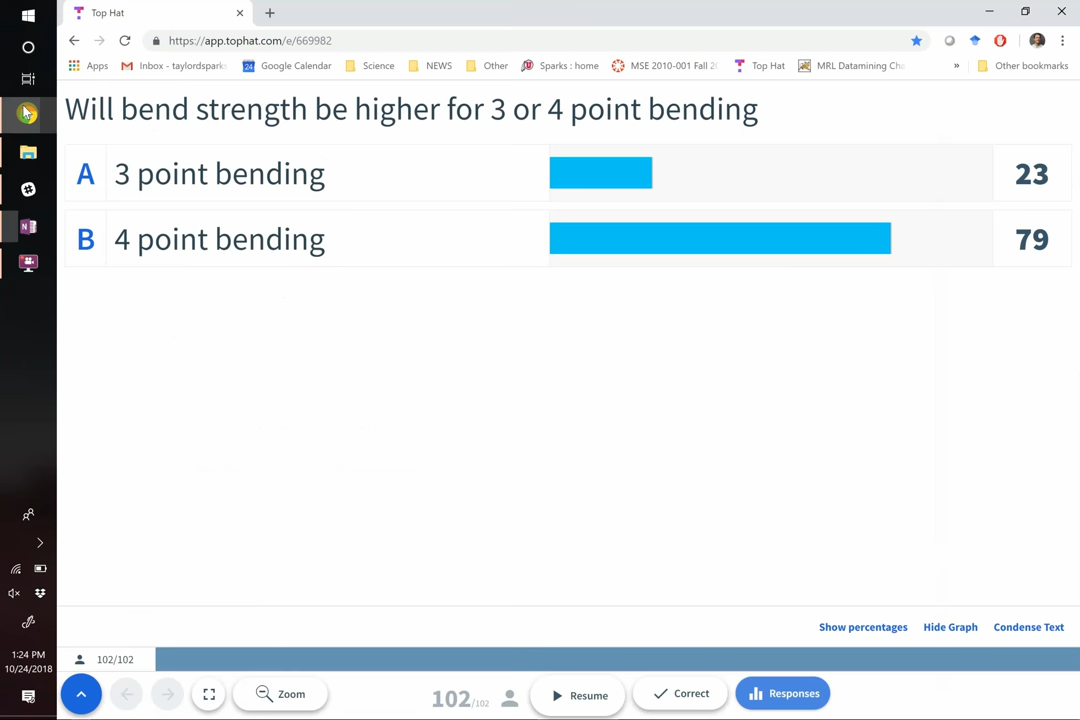 Top Hat
https://app.tophat.com/e/669982
Apps
Inbox - taylordsparks
24
Google Calendar
Science
NEWS
Other
Sparks : home
MSE 2010-001 Fall 20
Top Hat
MRL Datamining Cha
»
Other bookmarks
Will bend strength be higher for 3 or 4 point bending
A 3 point bending 23
B 4 point bending 79
Show percentages Hide Graph Condense Text
102/102
Zoom
102/102
Resume
Correct
Responses
1:24 PM
10/24/2018